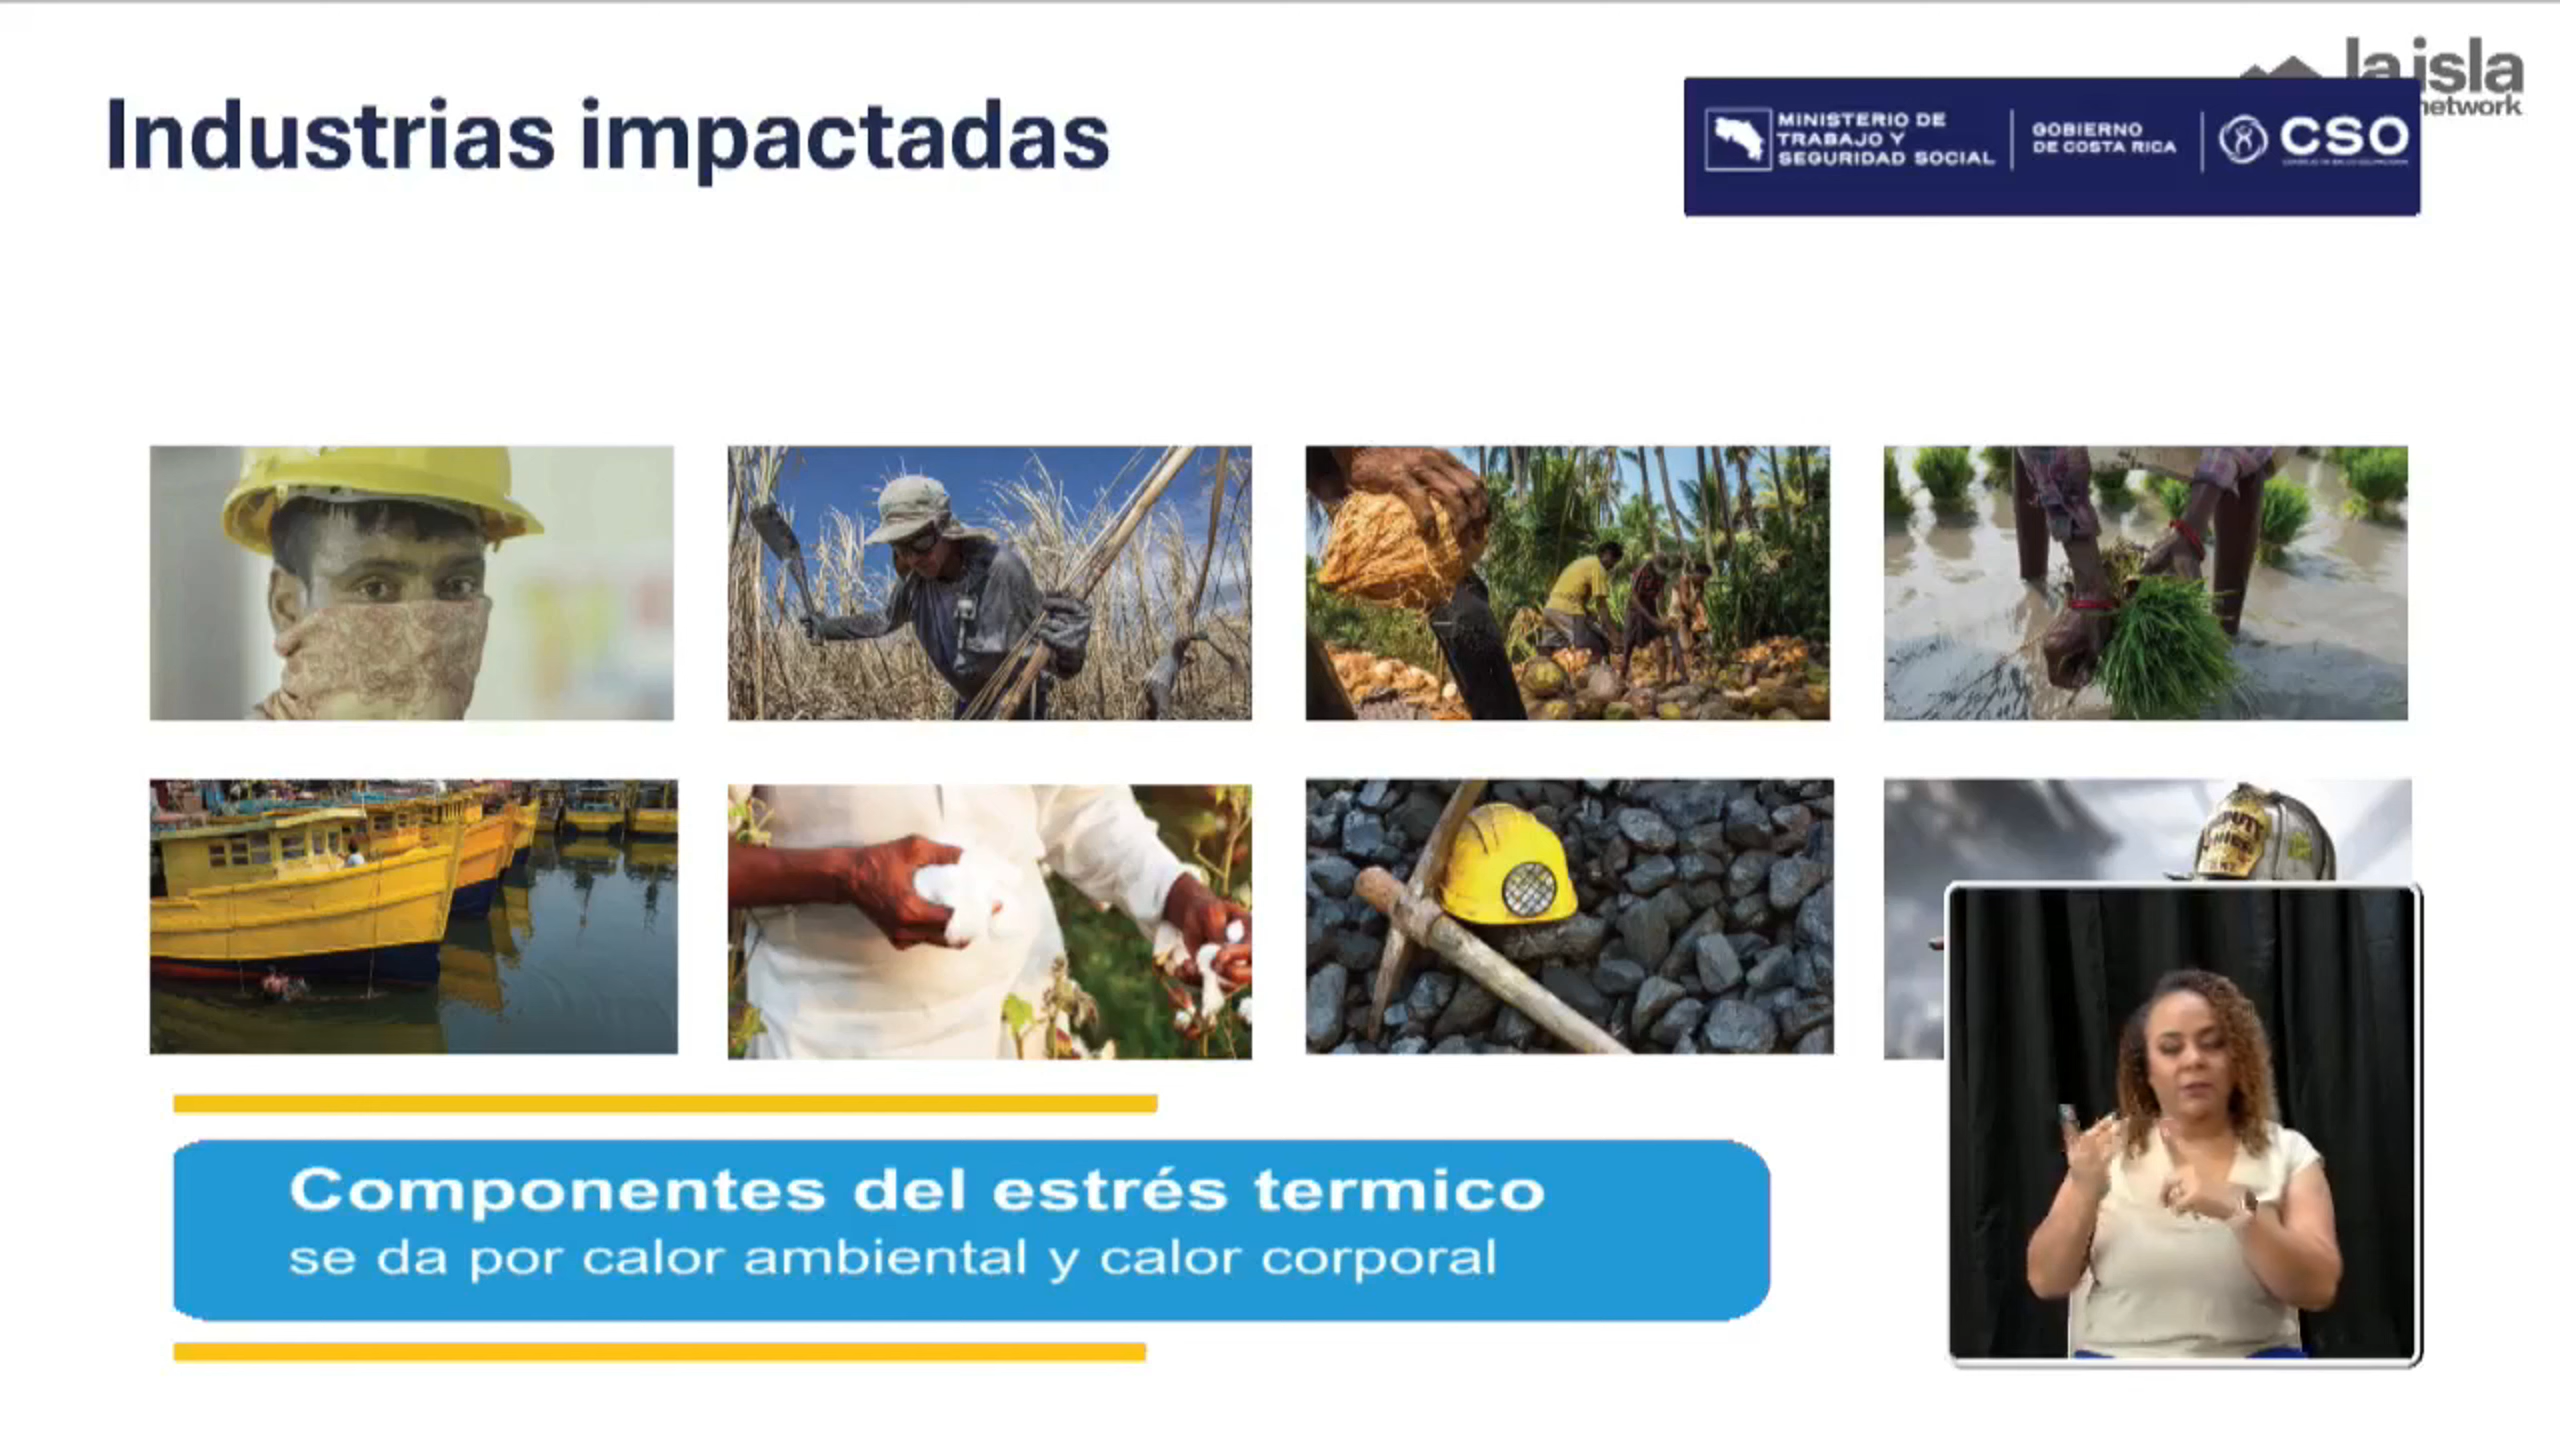 la isla
network
Industrias impactadas
MINISTERIO DE
TRABAJO Y
SEGURIDAD SOCIAL
GOBIERNO
DE COSTA RICA
CSO
Componentes del estrés termico
se da por calor ambiental y calor corporal